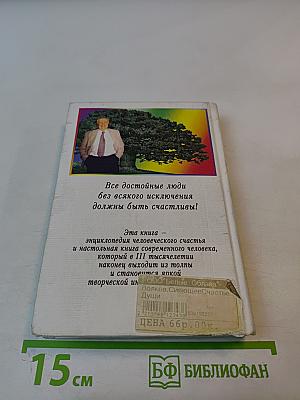 Все достойные люди
без всякого исключения
должны быть счастливы!
Эта книга –
энциклопедия человеческого счастья
и настольная книга современного человека,
который в III тысячелетии
наконец выходит из толпы
и становится яркой
творческой
Души
ЦЕНА 66р.00к.
15 см
БФ БИБЛИОФАН